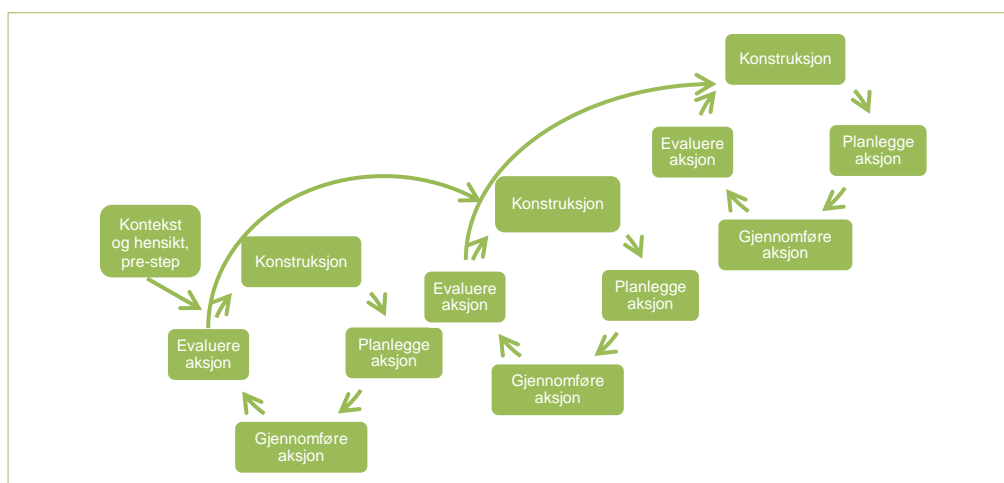 Kontekst
og hensikt,
pre-step
Konstruksjon
Planlegge
aksjon
Gjennomføre
aksjon
Evaluere
aksjon
Konstruksjon
Planlegge
aksjon
Gjennomføre
aksjon
Evaluere
aksjon
Konstruksjon
Planlegge
aksjon
Gjennomføre
aksjon
Evaluere
aksjon